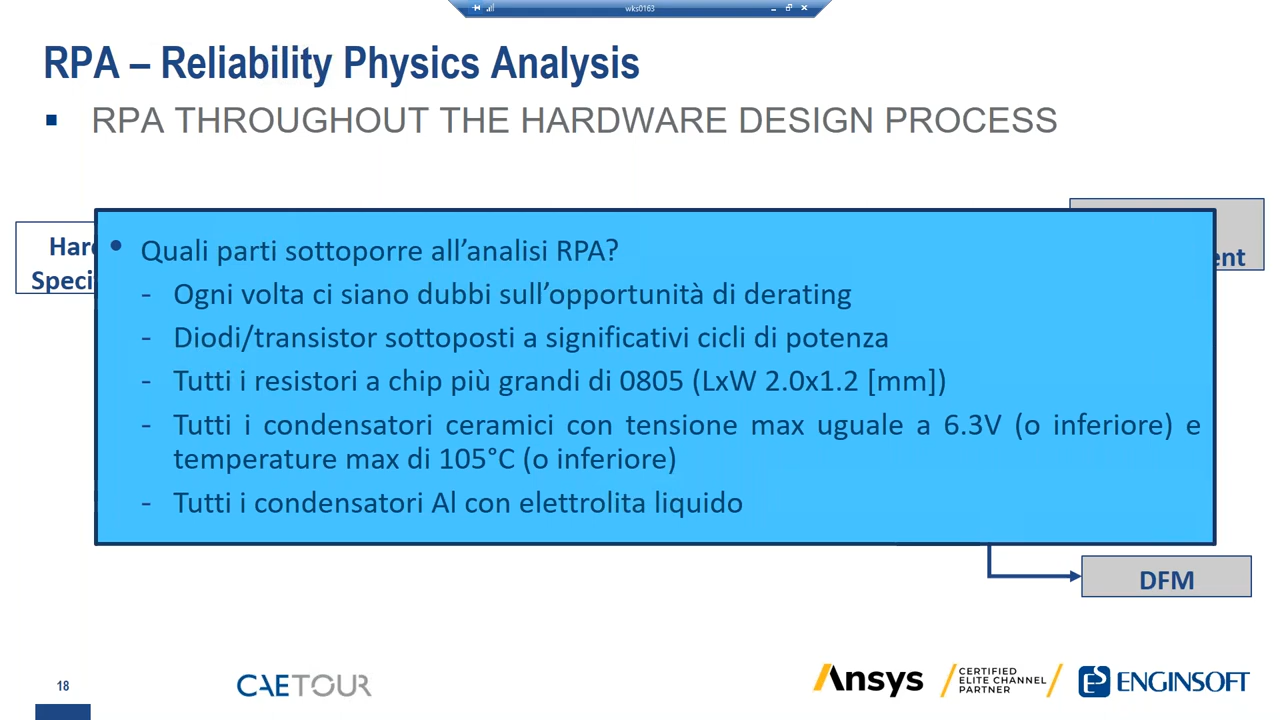 wks0163
RPA – Reliability Physics Analysis
▪ RPA THROUGHOUT THE HARDWARE DESIGN PROCESS
• Quali parti sottoporre all’analisi RPA?
- Ogni volta ci siano dubbi sull’opportunità di derating
- Diodi/transistor sottoposti a significativi cicli di potenza
- Tutti i resistori a chip più grandi di 0805 (LxW 2.0x1.2 [mm])
- Tutti i condensatori ceramici con tensione max uguale a 6.3V (o inferiore) e
temperature max di 105°C (o inferiore)
- Tutti i condensatori Al con elettrolita liquido
DFM
18
CAETOUR
Ansys
CERTIFIED
ELITE CHANNEL
PARTNER
ENGINSOFT